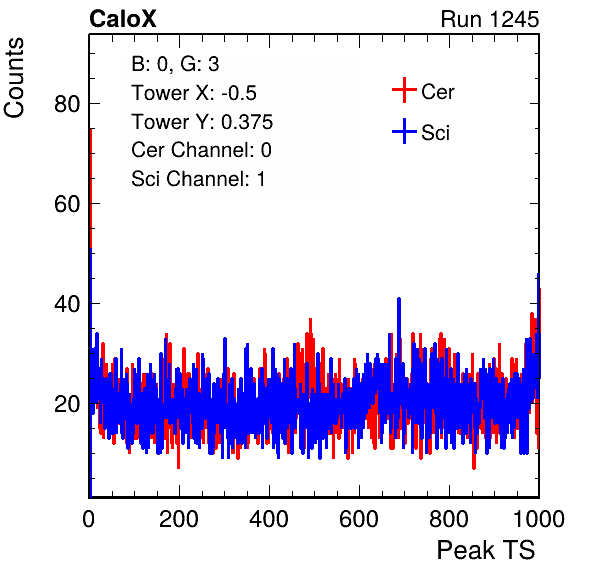 CaloX Run 1245
Counts
B: 0, G: 3
Tower X: -0.5
Tower Y: 0.375
Cer Channel: 0
Sci Channel: 1
Cer
Sci
80
60
40
20
0 200 400 600 800 1000
Peak TS